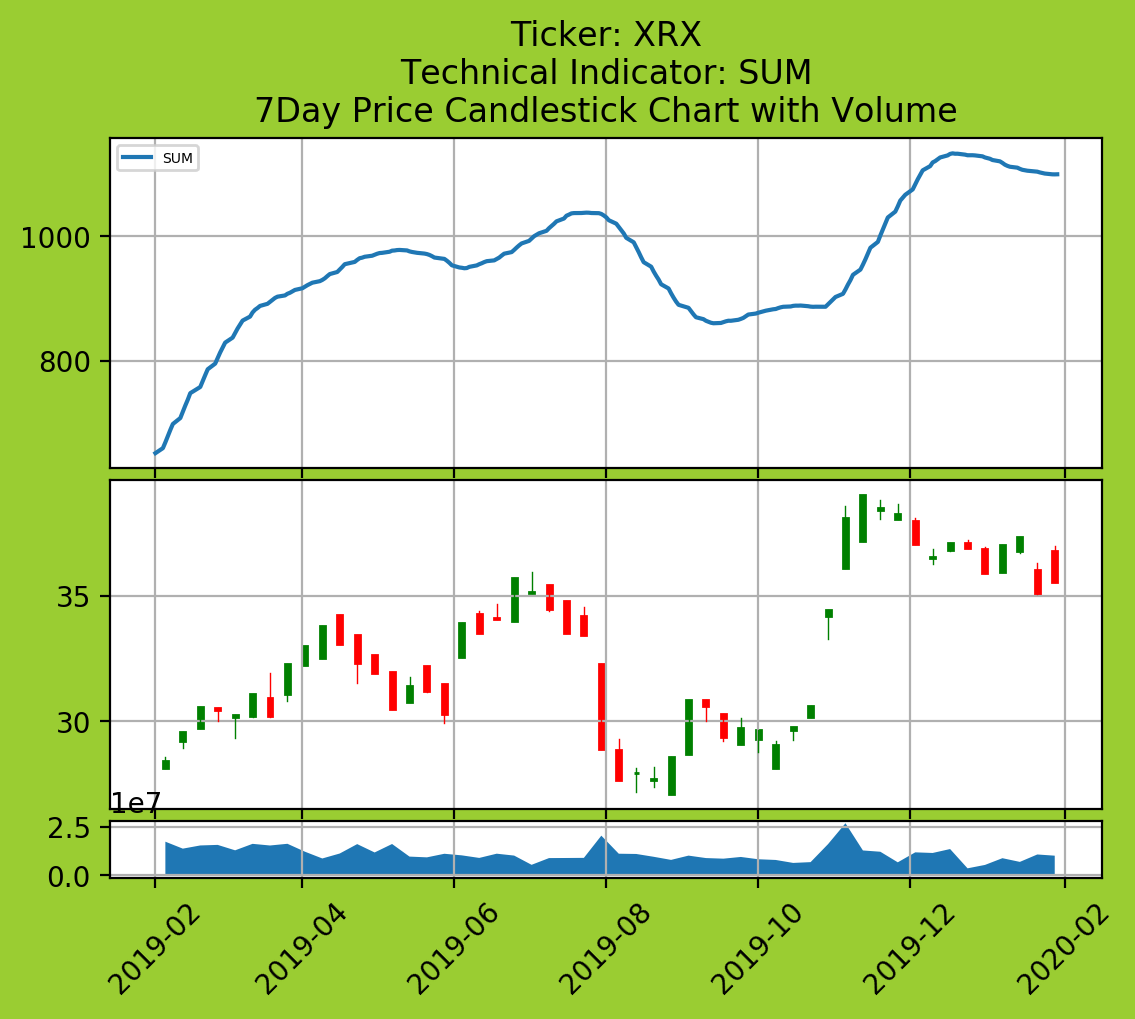 Ticker: XRX
Technical Indicator: SUM
7Day Price Candlestick Chart with Volume
SUM
1000
800
35
30
1e7
2.5
0.0
2019-02
2019-04
2019-06
2019-08
2019-10
2019-12
2020-02